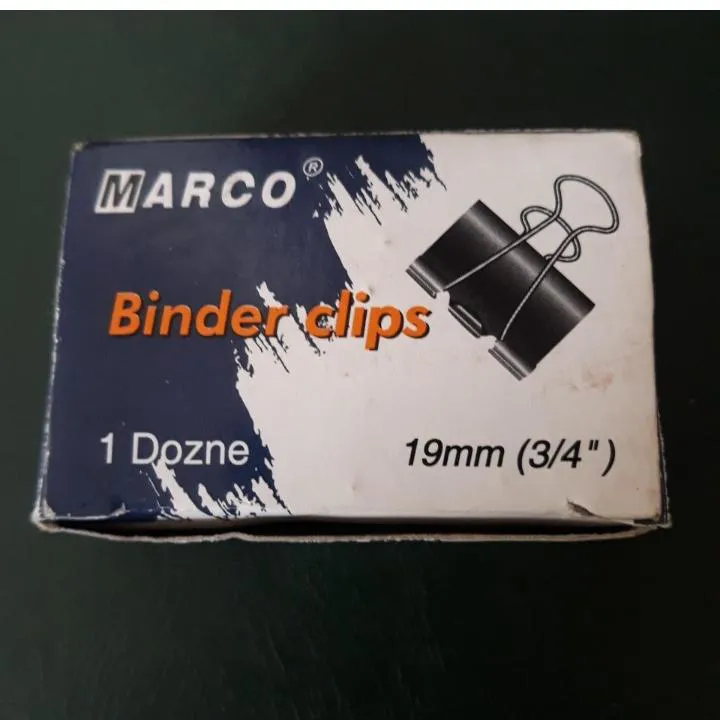 MARCO®
Binder clips
1 Dozne
19mm (3/4")